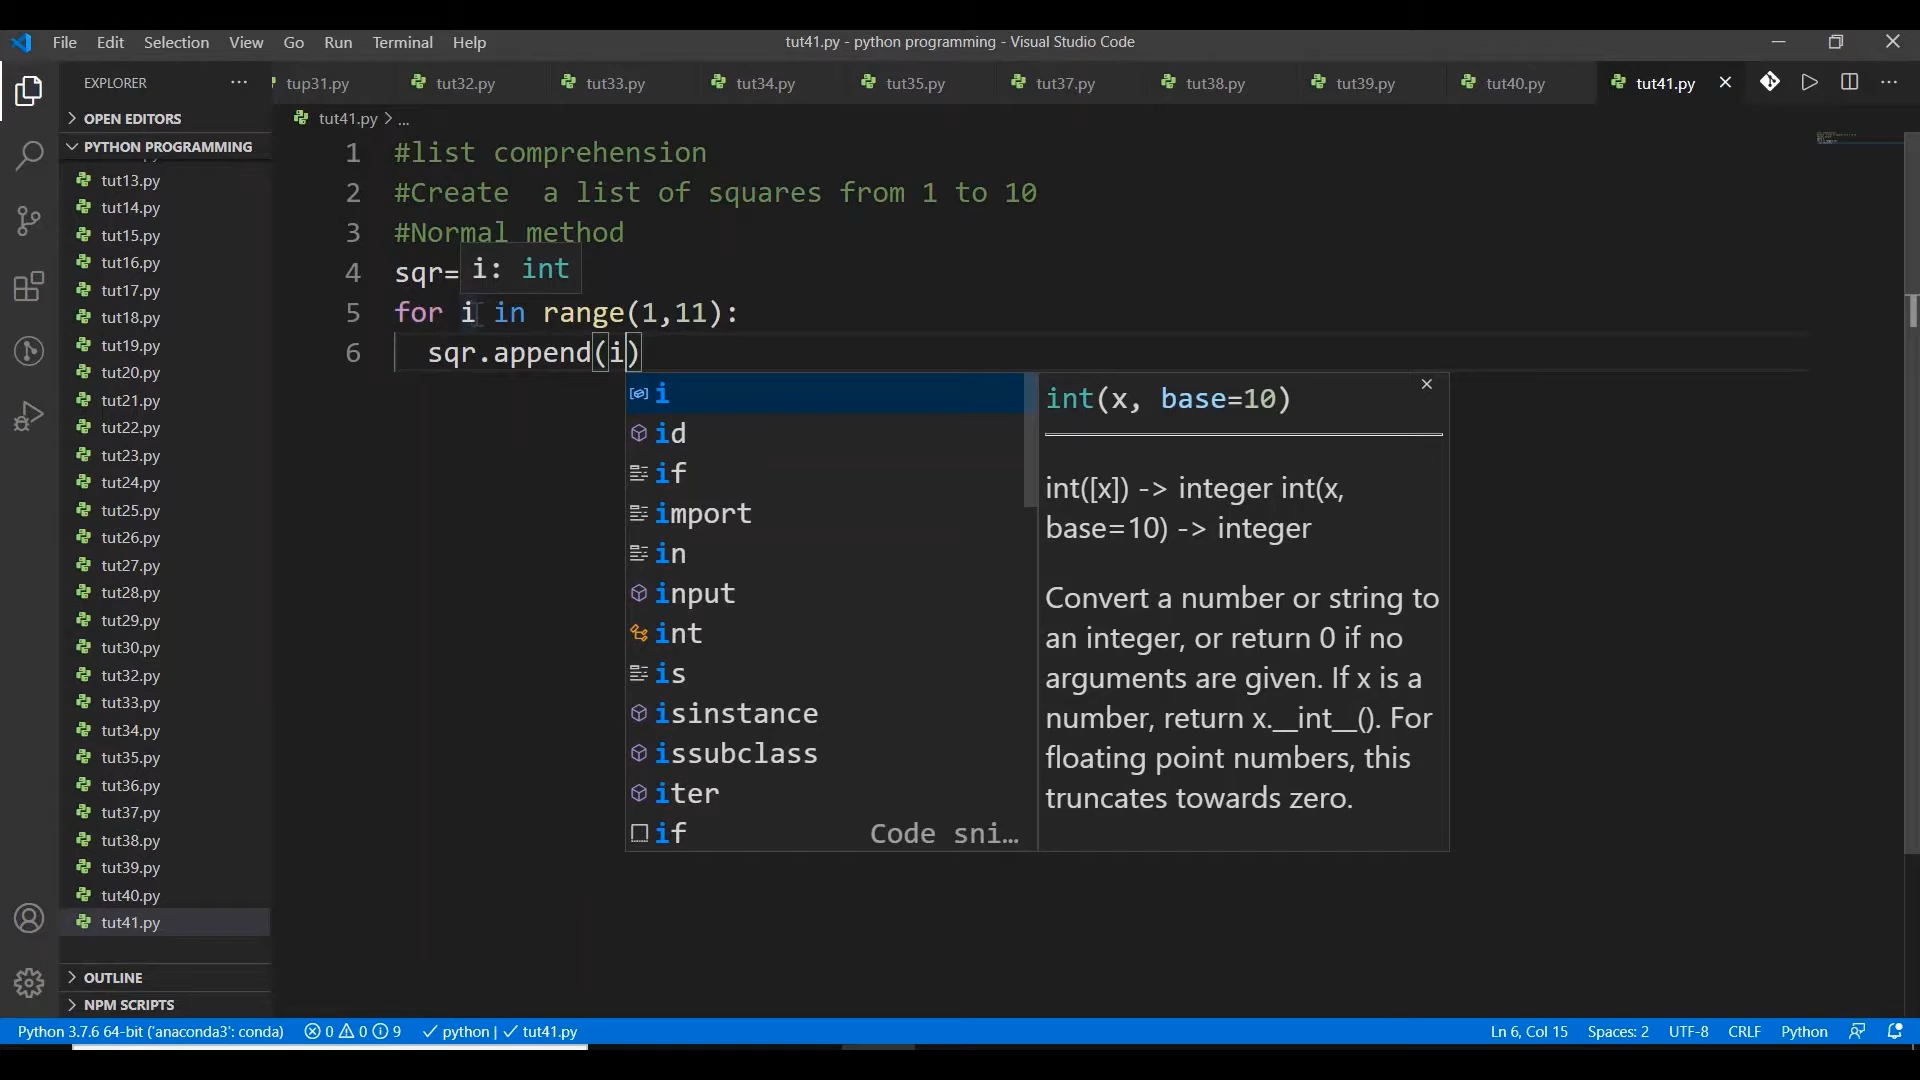 File Edit Selection View Go Run Terminal Help
tut41.py - python programming - Visual Studio Code
EXPLORER
tup31.py tut32.py tut33.py tut34.py tut35.py tut37.py tut38.py tut39.py tut40.py tut41.py
OPEN EDITORS
PYTHON PROGRAMMING
tut13.py
tut14.py
tut15.py
tut16.py
tut17.py
tut18.py
tut19.py
tut20.py
tut21.py
tut22.py
tut23.py
tut24.py
tut25.py
tut26.py
tut27.py
tut28.py
tut29.py
tut30.py
tut32.py
tut33.py
tut34.py
tut35.py
tut36.py
tut37.py
tut38.py
tut39.py
tut40.py
tut41.py
OUTLINE
NPM SCRIPTS
tut41.py > ...
1 #list comprehension
2 #Create  a list of squares from 1 to 10
3 #Normal method
4 sqr=
i: int
5 for i in range(1,11):
6 sqr.append(i)
i
id
if
import
in
input
int
is
isinstance
issubclass
iter
if Code sni…
int(x, base=10)
int([x]) -> integer int(x,
base=10) -> integer
Convert a number or string to
an integer, or return 0 if no
arguments are given. If x is a
number, return x.__int__(). For
floating point numbers, this
truncates towards zero.
Python 3.7.6 64-bit ('anaconda3': conda) 0 0 9 python | tut41.py
Ln 6, Col 15 Spaces: 2 UTF-8 CRLF Python